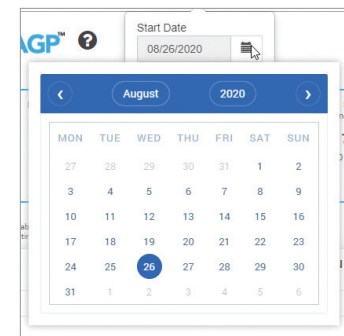 AGP™ ?
Start Date
08/26/2020
‹ August 2020 ›
MON TUE WED THU FRI SAT SUN
27 28 29 30 31 1 2
3 4 5 6 7 8 9
10 11 12 13 14 15 16
17 18 19 20 21 22 23
24 25 26 27 28 29 30
31 1 2 3 4 5 6